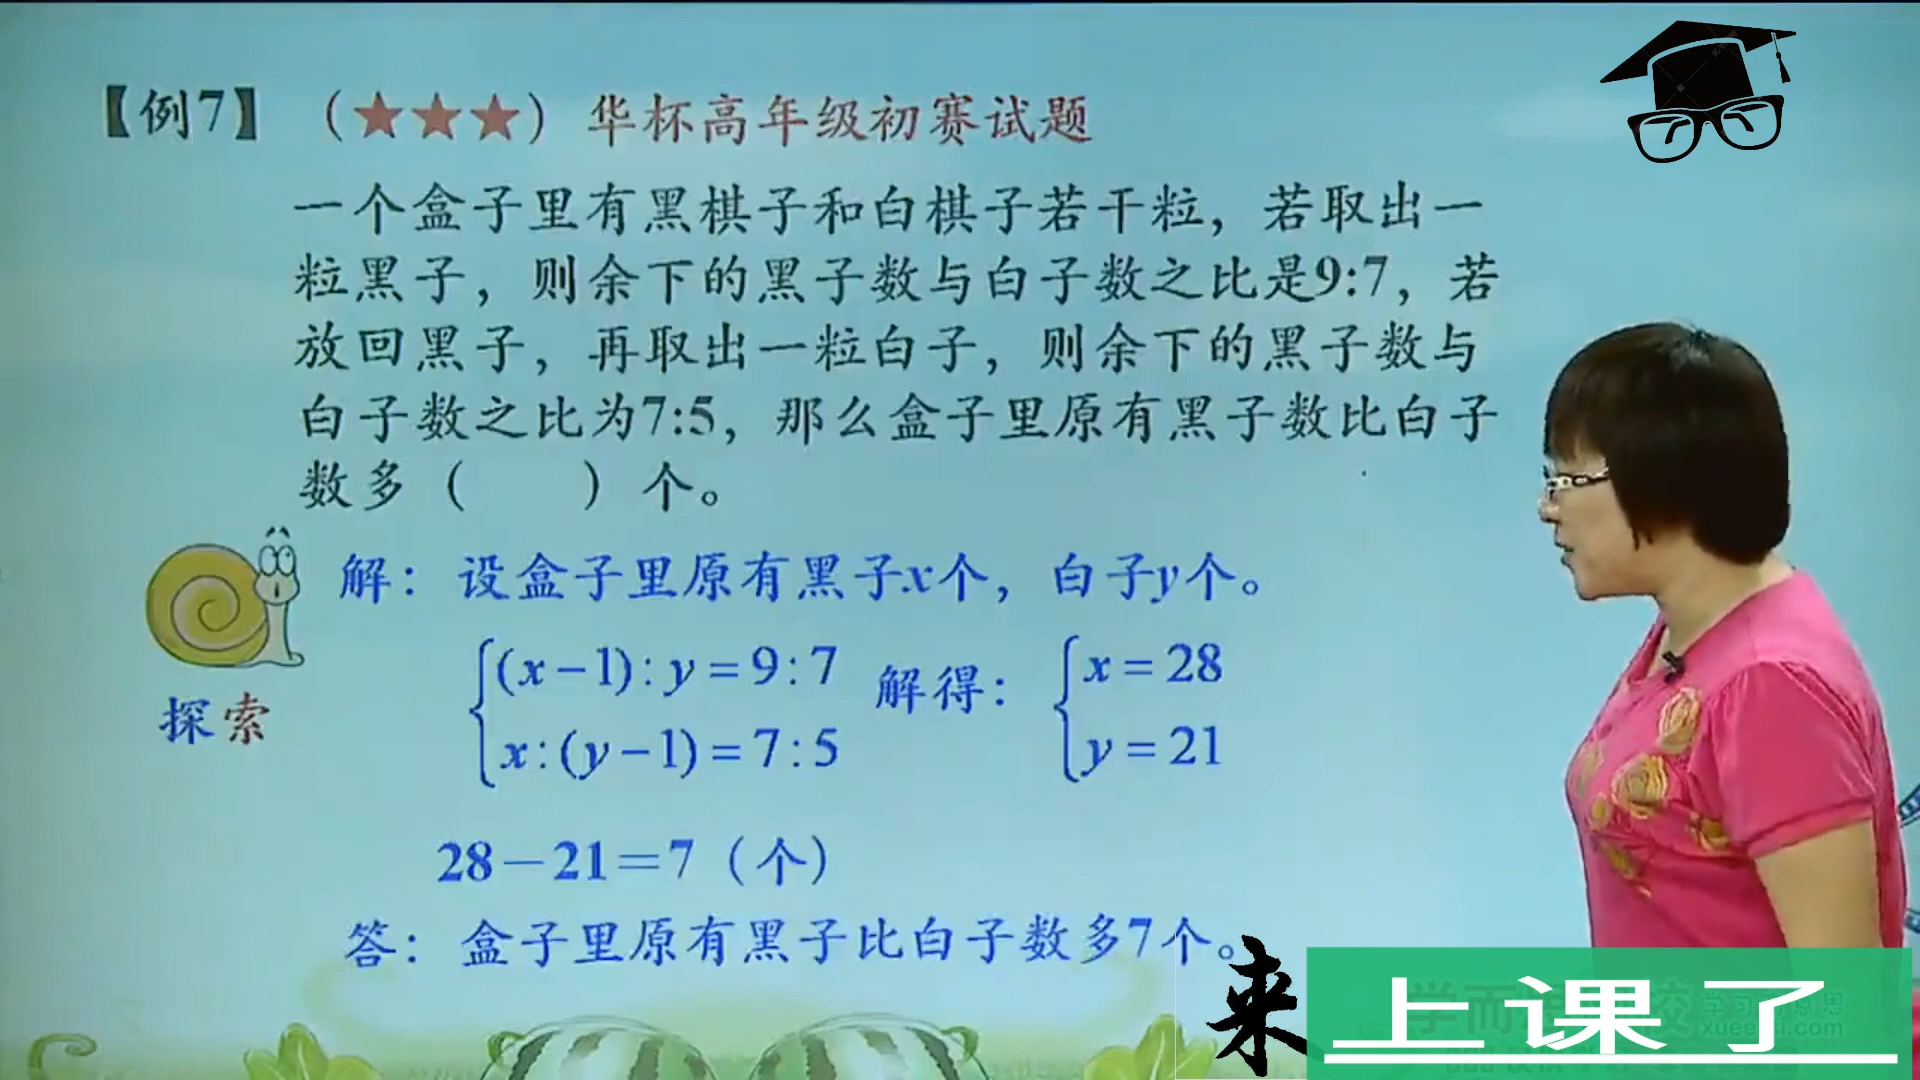 【例7】（★★★）华杯高年级初赛试题
一个盒子里有黑棋子和白棋子若干粒，若取出一
粒黑子，则余下的黑子数与白子数之比是9:7，若
放回黑子，再取出一粒白子，则余下的黑子数与
白子数之比为7:5，那么盒子里原有黑子数比白子
数多（　　）个。
解：设盒子里原有黑子x个，白子y个。
(x-1):y=9:7
x:(y-1)=7:5
解得：
x=28
y=21
探索
28-21=7（个）
答：盒子里原有黑子比白子数多7个。
来上课了